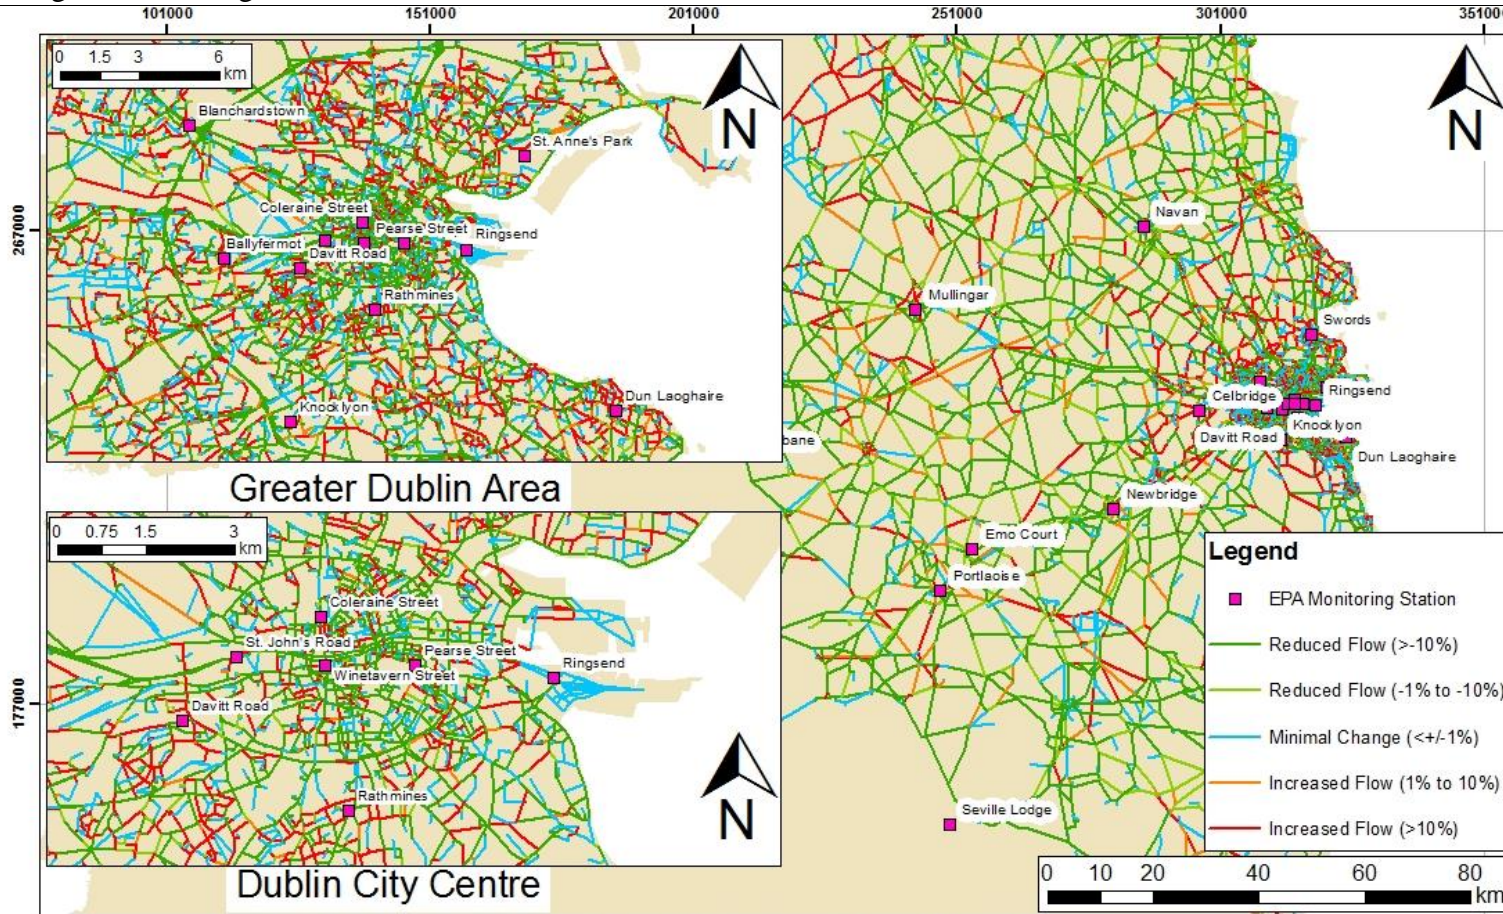 101000 151000 201000 251000 301000 351000
267000
177000
0 1.5 3 6
km
N
Blanchardstown
St. Anne's Park
Coleraine Street
Pearse Street
Ringsend
Ballyfermot
Davitt Road
Rathmines
Knocklyon
Dun Laoghaire
Greater Dublin Area
0 0.75 1.5 3
km
Coleraine Street
St. John's Road
Pearse Street
Ringsend
Winetavern Street
Davitt Road
Rathmines
N
Dublin City Centre
N
Navan
Mullingar
Swords
Ringsend
Celbridge
Knocklyon
Davitt Road
Dun Laoghaire
bane
Newbridge
Emo Court
Portlaoise
Seville Lodge
Legend
EPA Monitoring Station
Reduced Flow (>-10%)
Reduced Flow (-1% to -10%)
Minimal Change (<+/-1%)
Increased Flow (1% to 10%)
Increased Flow (>10%)
0 10 20 40 60 80
km